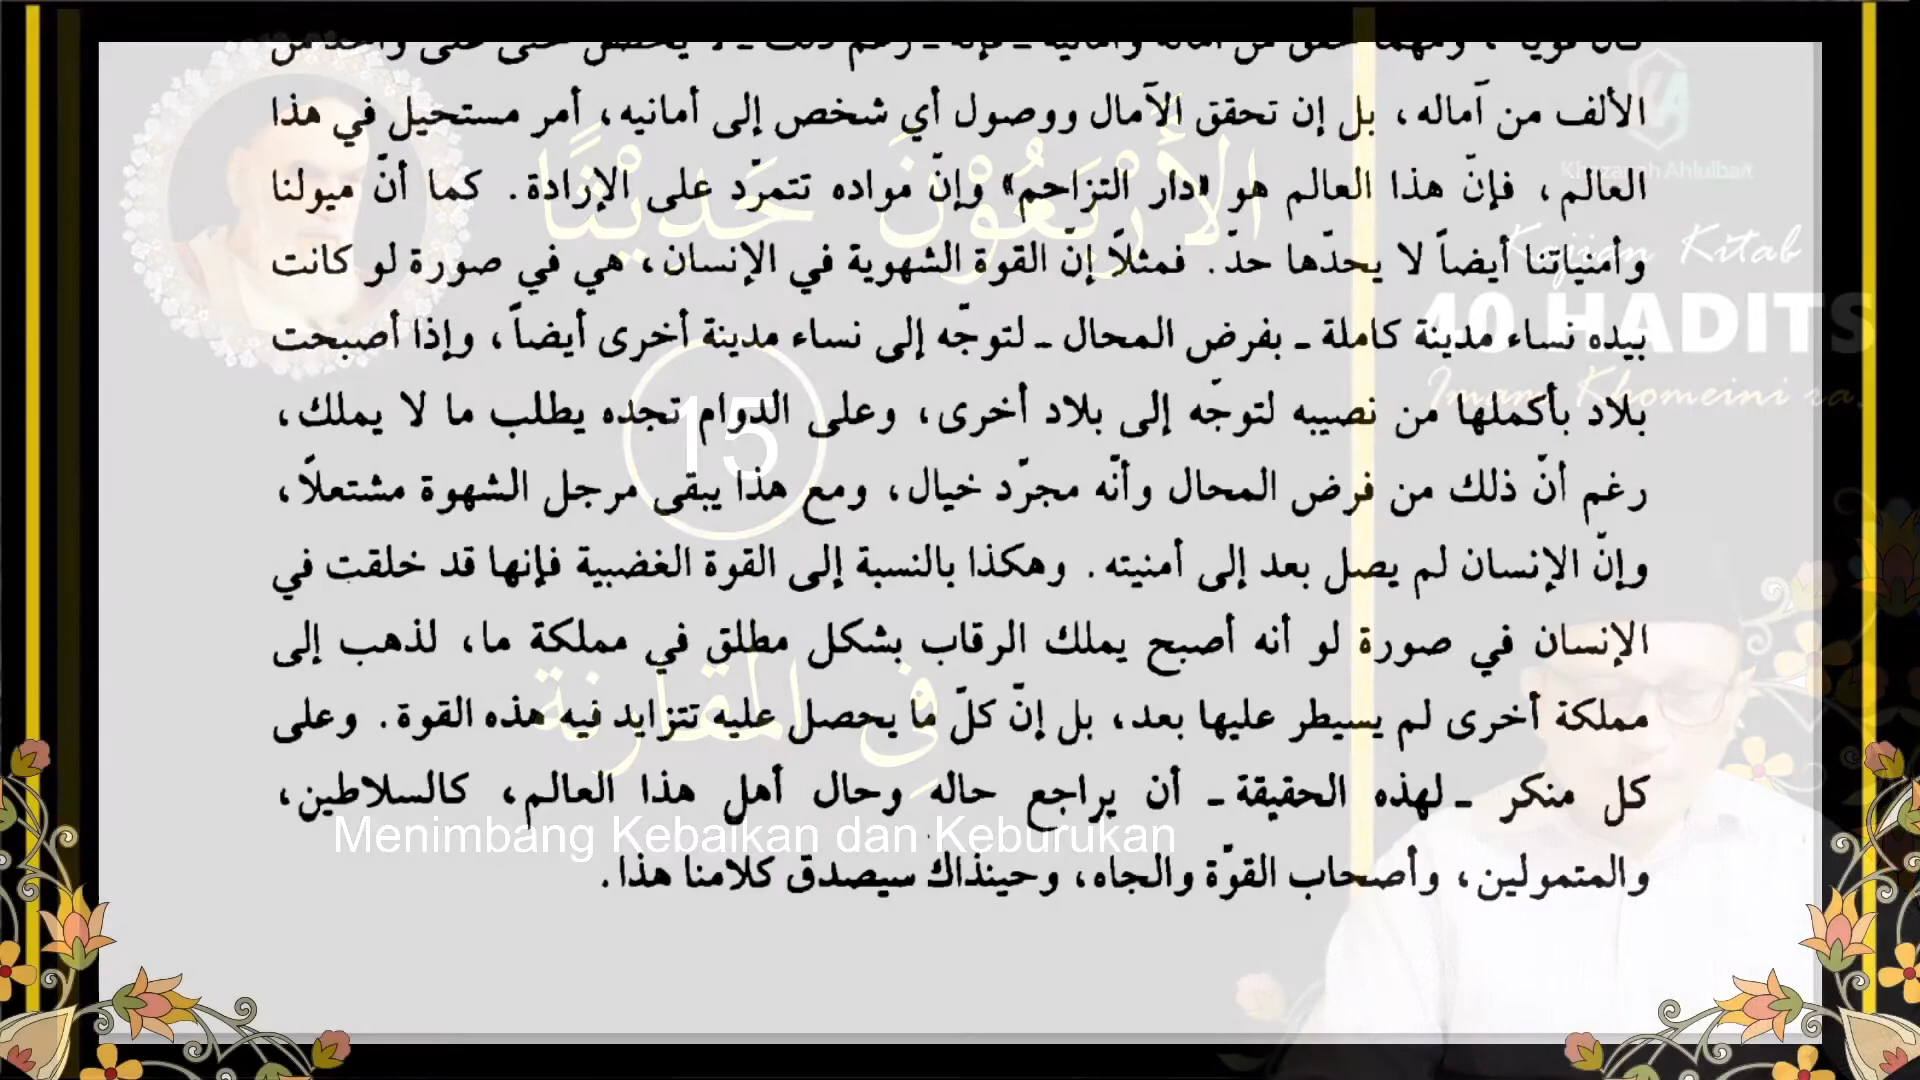 الألف من آماله، بل إن تحقق الآمال ووصول أي شخص إلى أمانيه، أمر مستحيل في هذا
العالم، فإنّ هذا العالم هو «دار التزاحم» وإنّ مواده تتمرّد على الإرادة. كما أنّ ميولنا
وأمنياتنا أيضاً لا يحدّها حدّ. فمثلاً إنّ القوة الشهوية في الإنسان، هي في صورة لو كانت
بيده نساء مدينة كاملة ـ بفرض المحال ـ لتوجّه إلى نساء مدينة أخرى أيضاً، وإذا أصبحت
بلاد بأكملها من نصيبه لتوجّه إلى بلاد أخرى، وعلى الدوام تجده يطلب ما لا يملك،
رغم أنّ ذلك من فرض المحال وأنّه مجرّد خيال، ومع هذا يبقى مرجل الشهوة مشتعلاً،
وإنّ الإنسان لم يصل بعد إلى أمنيته. وهكذا بالنسبة إلى القوة الغضبية فإنها قد خلقت في
الإنسان في صورة لو أنه أصبح يملك الرقاب بشكل مطلق في مملكة ما، لذهب إلى
مملكة أخرى لم يسيطر عليها بعد، بل إنّ كلّ ما يحصل عليه تتزايد فيه هذه القوة. وعلى
كل منكر ـ لهذه الحقيقة ـ أن يراجع حاله وحال أهل هذا العالم، كالسلاطين،
والمتمولين، وأصحاب القوّة والجاه، وحينذاك سيصدق كلامنا هذا.
الأَرْبَعُوْنَ حَدِيْثًا
15
فِي المُقَارَنَة
Menimbang Kebaikan dan Keburukan
Khazanah Ahlulbait
Kajian Kitab
40 HADITS
Imam Khomeini ra.